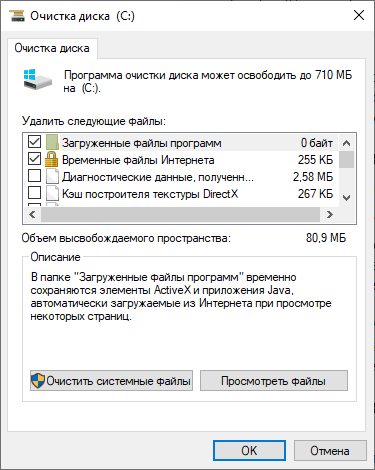 Очистка диска (C:)
Очистка диска
Программа очистки диска может освободить до 710 МБ
на (C:).
Удалить следующие файлы:
Загруженные файлы программ 0 байт
Временные файлы Интернета 255 КБ
Диагностические данные, полученн... 2,58 МБ
Кэш построителя текстуры DirectX 267 КБ
Объем высвобождаемого пространства: 80,9 МБ
Описание
В папке "Загруженные файлы программ" временно
сохраняются элементы ActiveX и приложения Java,
автоматически загружаемые из Интернета при просмотре
некоторых страниц.
Очистить системные файлы
Просмотреть файлы
OK
Отмена